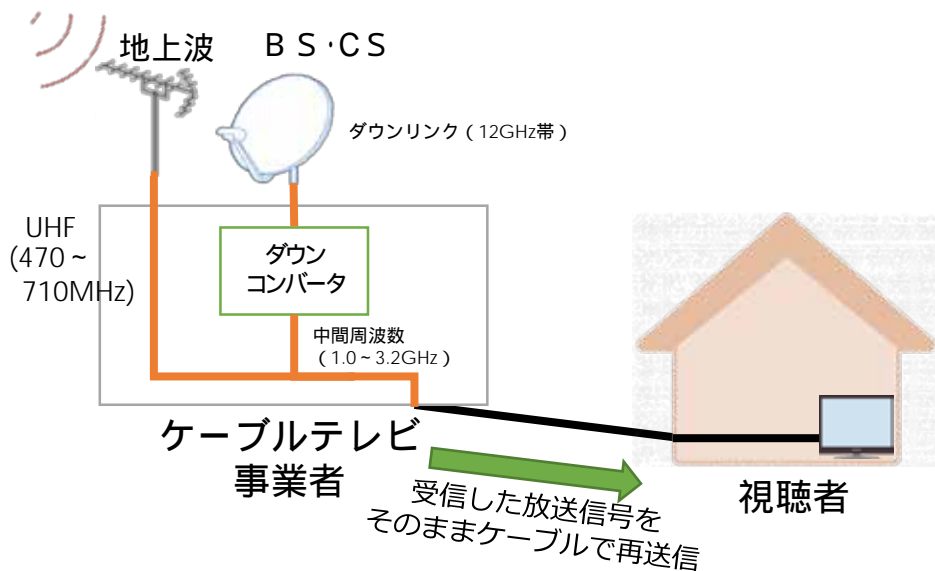 地上波
ＢＳ・ＣＳ
ダウンリンク（12GHz帯）
UHF
(470～
710MHz)
ダウン
コンバータ
中間周波数
（1.0～3.2GHz）
ケーブルテレビ
事業者
視聴者
受信した放送信号を
そのままケーブルで再送信